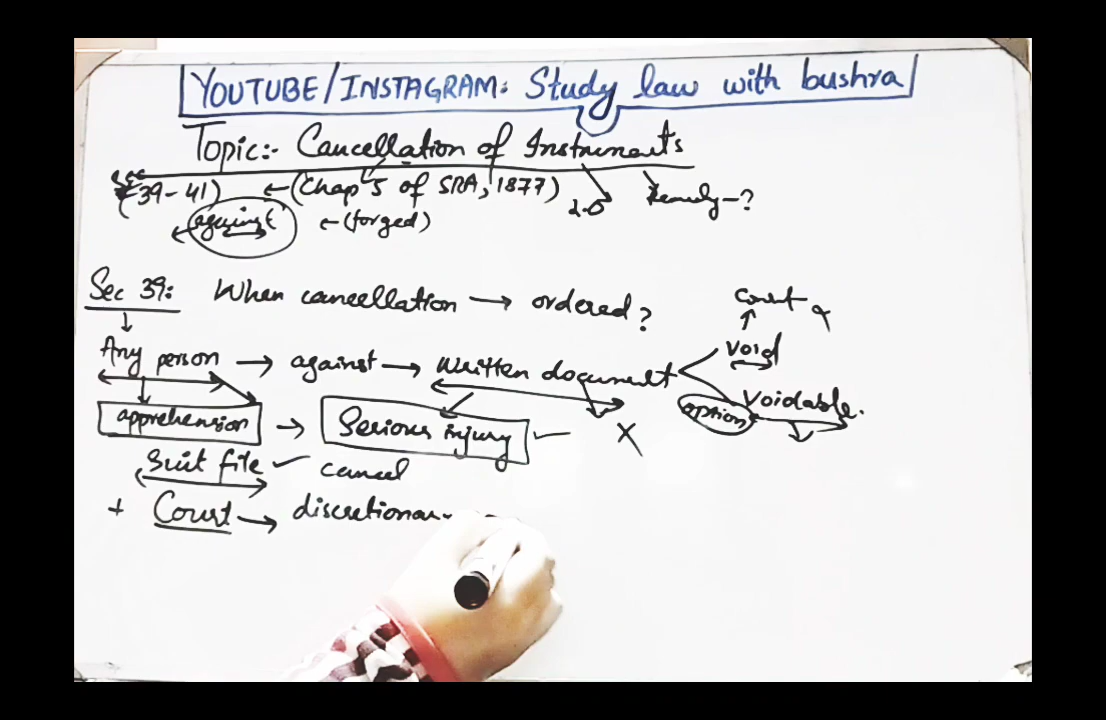 YOUTUBE/INSTAGRAM: Study law with bushra
Topic:- Cancellation of Instruments
(39-41) ← (Chap 5 of SRA, 1877) Remedy-?
against ← (forged)
Sec 39: When cancellation → ordered?
Court
Any person → against → written document void
Voidable.
option
apprehension → Serious injury ✓ X
Suit file ✓ cancel
+ Court → discretionar